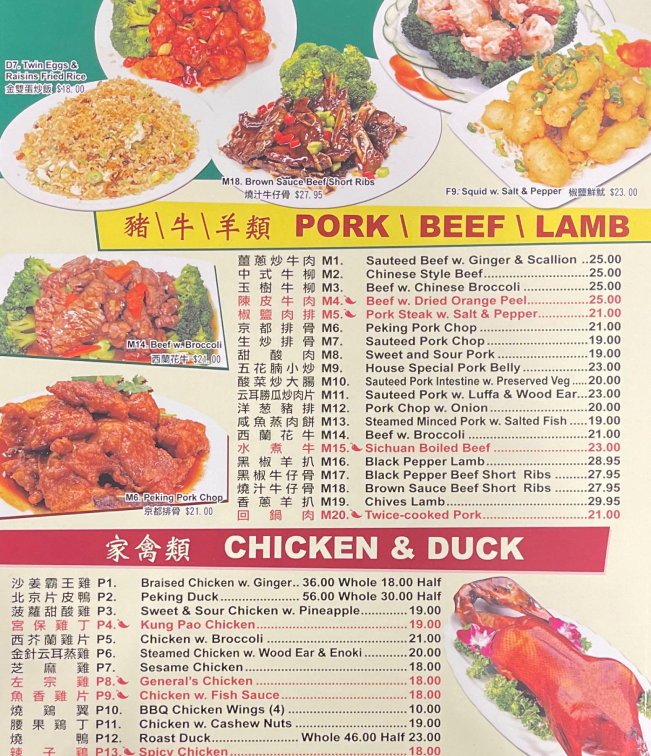 D7. Twin Eggs &
Raisins Fried Rice
金雙蛋炒飯 $18.00
M18. Brown Sauce Beef Short Ribs
燒汁牛仔骨 $27.95
F9. Squid w. Salt & Pepper 椒鹽鮮魷 $23.00
豬\牛\羊類 PORK \ BEEF \ LAMB
薑蔥炒牛肉 M1. Sauteed Beef w. Ginger & Scallion ..25.00
中式牛柳 M2. Chinese Style Beef 25.00
玉樹牛柳 M3. Beef w. Chinese Broccoli 25.00
陳皮牛肉 M4. Beef w. Dried Orange Peel 25.00
椒鹽肉排 M5. Pork Steak w. Salt & Pepper 21.00
京都排骨 M6. Peking Pork Chop 21.00
生炒排骨 M7. Sauteed Pork Chop 19.00
甜酸肉 M8. Sweet and Sour Pork 19.00
五花腩小炒 M9. House Special Pork Belly 23.00
酸菜炒大腸 M10. Sauteed Pork Intestine w. Preserved Veg ..... 20.00
云耳勝瓜炒肉片 M11. Sauteed Pork w. Luffa & Wood Ear...23.00
洋葱豬排 M12. Pork Chop w. Onion 20.00
咸魚蒸肉餅 M13. Steamed Minced Pork w. Salted Fish ..... 19.00
西蘭花牛 M14. Beef w. Broccoli 21.00
水煮牛 M15. Sichuan Boiled Beef 23.00
黑椒羊扒 M16. Black Pepper Lamb 28.95
黑椒牛仔骨 M17. Black Pepper Beef Short Ribs 27.95
燒汁牛仔骨 M18. Brown Sauce Beef Short Ribs 27.95
香蔥羊扒 M19. Chives Lamb 29.95
回鍋肉 M20. Twice-cooked Pork 21.00
M14. Beef w. Broccoli
西蘭花牛 $21.00
M6. Peking Pork Chop
京都排骨 $21.00
家禽類 CHICKEN & DUCK
沙姜霸王雞 P1. Braised Chicken w. Ginger.. 36.00 Whole 18.00 Half
北京片皮鴨 P2. Peking Duck 56.00 Whole 30.00 Half
菠蘿甜酸雞 P3. Sweet & Sour Chicken w. Pineapple 19.00
宮保雞丁 P4. Kung Pao Chicken 19.00
西芥蘭雞片 P5. Chicken w. Broccoli 21.00
金針云耳蒸雞 P6. Steamed Chicken w. Wood Ear & Enoki 20.00
芝麻雞 P7. Sesame Chicken 18.00
左宗雞 P8. General's Chicken 18.00
魚香雞片 P9. Chicken w. Fish Sauce 18.00
燒鷄翼 P10. BBQ Chicken Wings (4) 10.00
腰果鷄丁 P11. Chicken w. Cashew Nuts 19.00
燒鴨 P12. Roast Duck Whole 46.00 Half 23.00
辣子鷄 P13. Spicy Chicken 18.00